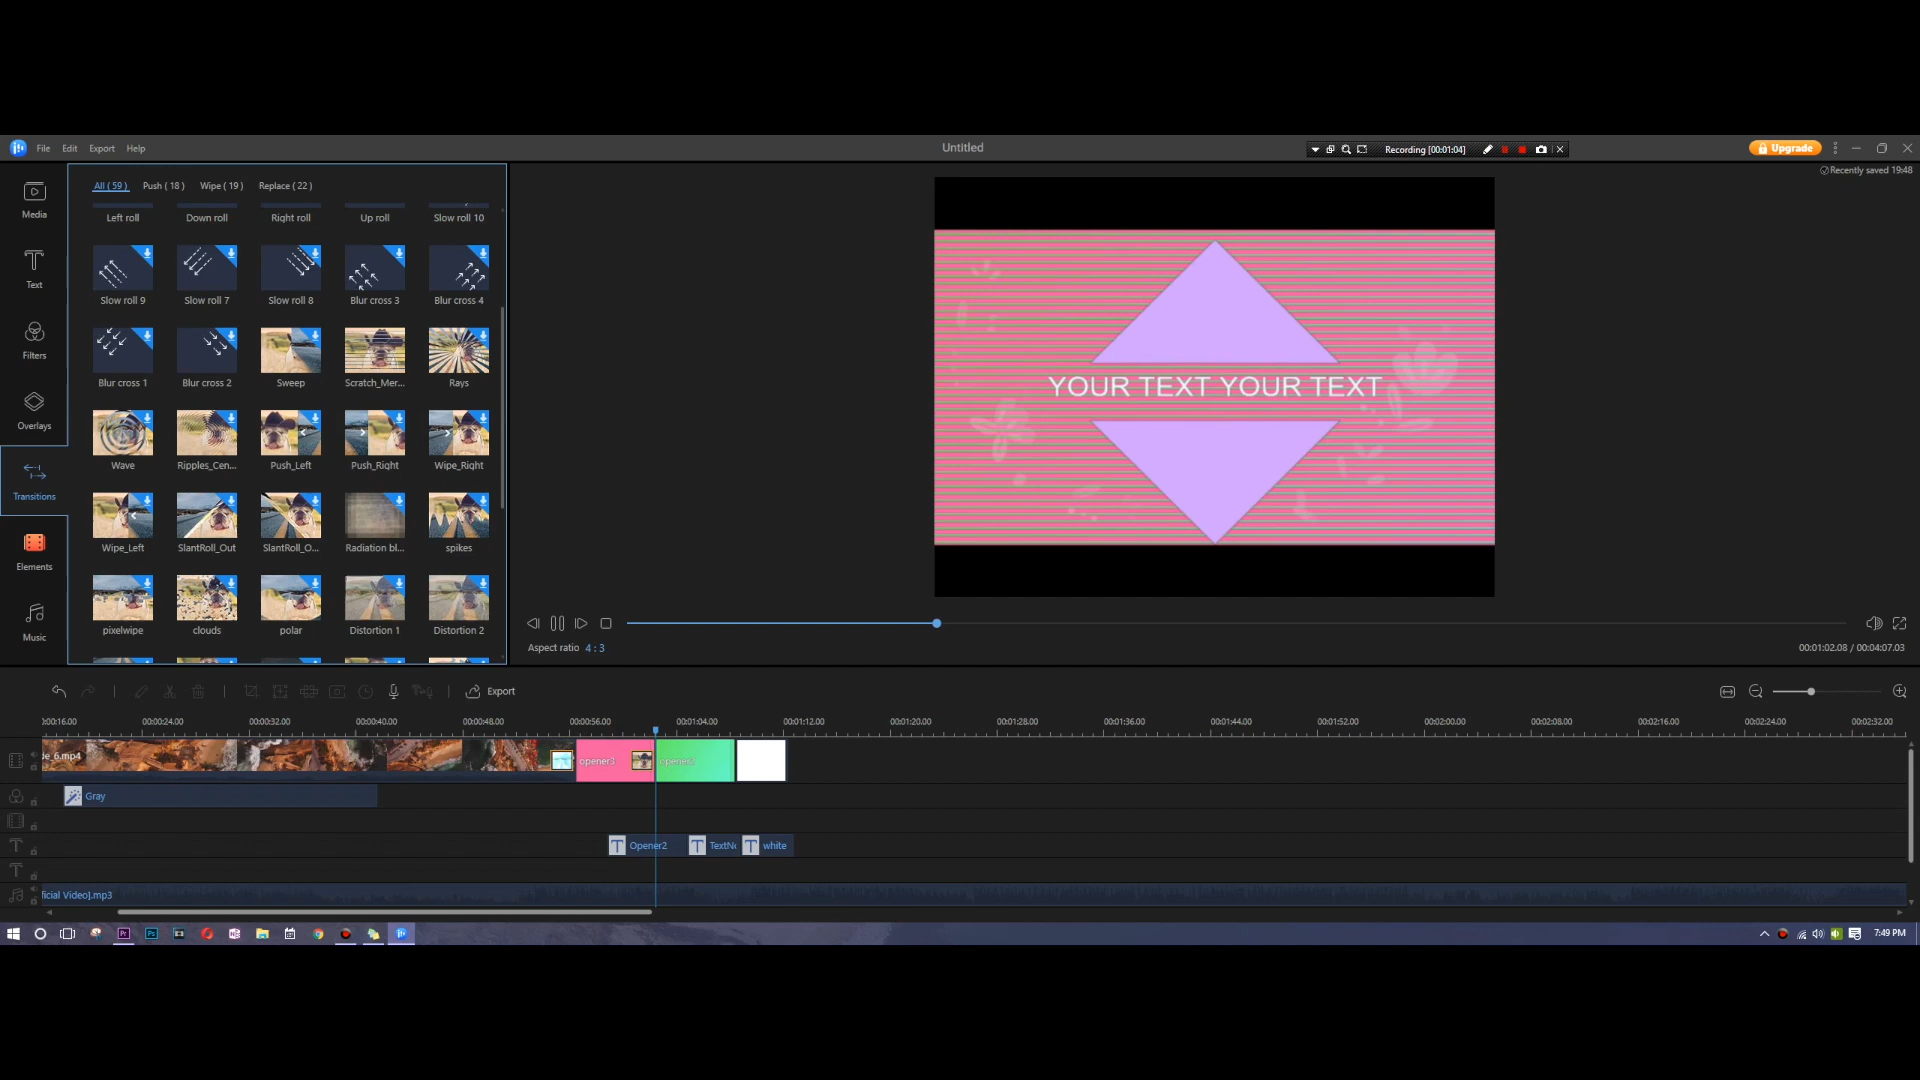 File Edit Export Help
Untitled
Recording [00:01:04]
Upgrade
Recently saved 19:48
Media
Text
Filters
Overlays
Transitions
Elements
Music
All ( 59 ) Push ( 18 ) Wipe ( 19 ) Replace ( 22 )
Left roll Down roll Right roll Up roll Slow roll 10
Slow roll 9 Slow roll 7 Slow roll 8 Blur cross 3 Blur cross 4
Blur cross 1 Blur cross 2 Sweep Scratch_Mer... Rays
Wave Ripples_Cen... Push_Left Push_Right Wipe_Right
Wipe_Left SlantRoll_Out SlantRoll_O... Radiation bl... spikes
pixelwipe clouds polar Distortion 1 Distortion 2
YOUR TEXT YOUR TEXT
Aspect ratio 4 : 3
00:01:02.08 / 00:04:07.03
Export
00:00:16.00 00:00:24.00 00:00:32.00 00:00:40.00 00:00:48.00 00:00:56.00 00:01:04.00 00:01:12.00 00:01:20.00 00:01:28.00 00:01:36.00 00:01:44.00 00:01:52.00 00:02:00.00 00:02:08.00 00:02:16.00 00:02:24.00 00:02:32.00
de_6.mp4
opener3
Gray
Opener2 TextNe white
ficial Video].mp3
Pr Ps
7:49 PM